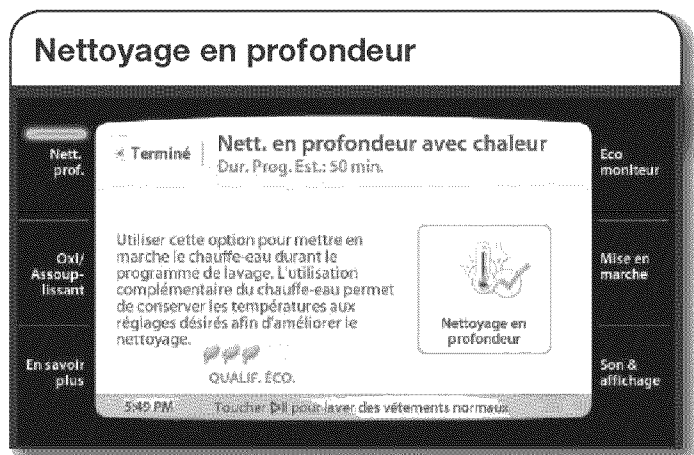 Nettoyage en profondeur
Nett.
prof.
Oxi/
Assoup-
lissant
En savoir
plus
Terminé
Nett. en profondeur avec chaleur
Dur. Prog. Est.: 50 min.
Utiliser cette option pour mettre en
marche le chauffe-eau durant le
programme de lavage. L'utilisation
complémentaire du chauffe-eau permet
de conserver les températures aux
réglages désirés afin d'améliorer le
nettoyage.
QUALIF. ÉCO.
Nettoyage en
profondeur
5:49 PM
Toucher ▷II pour laver des vétements normaux
Eco
moniteur
Mise en
marche
Son &
affichage